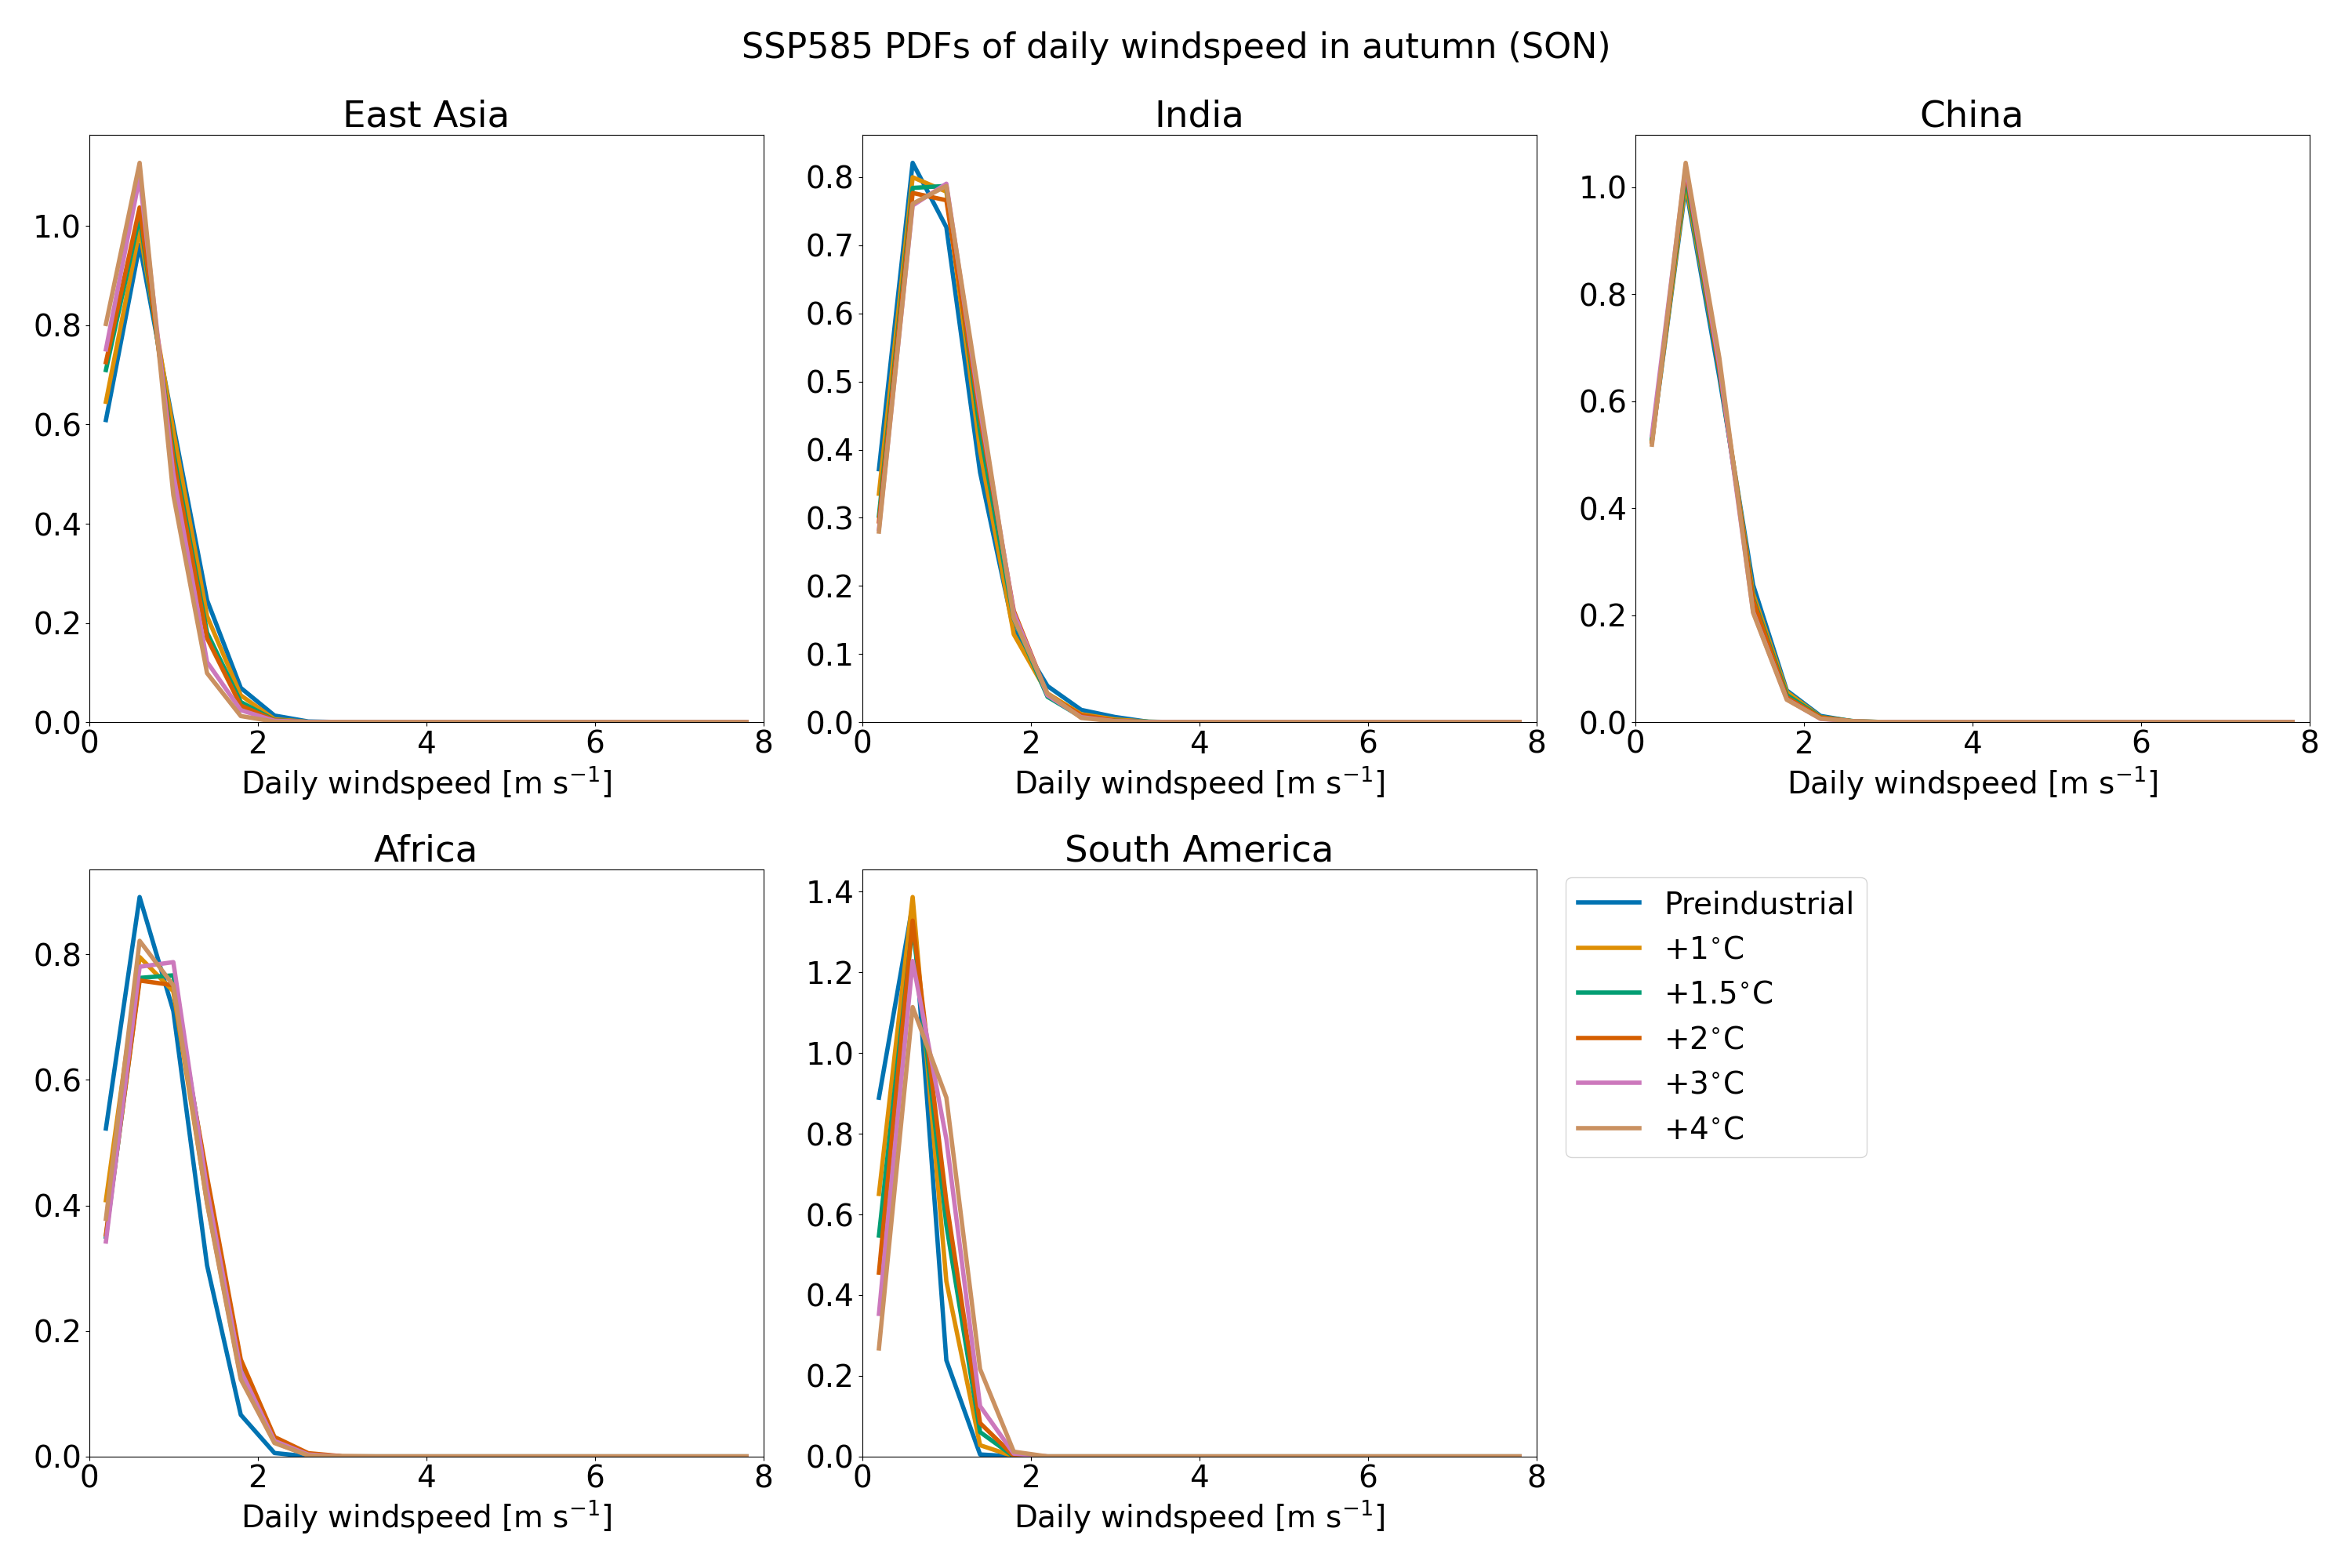 SSP585 PDFs of daily windspeed in autumn (SON)
East Asia
1.0
0.8
0.6
0.4
0.2
0.0
0 2 4 6 8
Daily windspeed [m s⁻¹]
India
0.8
0.7
0.6
0.5
0.4
0.3
0.2
0.1
0.0
0 2 4 6 8
Daily windspeed [m s⁻¹]
China
1.0
0.8
0.6
0.4
0.2
0.0
0 2 4 6 8
Daily windspeed [m s⁻¹]
Africa
0.8
0.6
0.4
0.2
0.0
0 2 4 6 8
Daily windspeed [m s⁻¹]
South America
1.4
1.2
1.0
0.8
0.6
0.4
0.2
0.0
0 2 4 6 8
Daily windspeed [m s⁻¹]
Preindustrial
+1°C
+1.5°C
+2°C
+3°C
+4°C